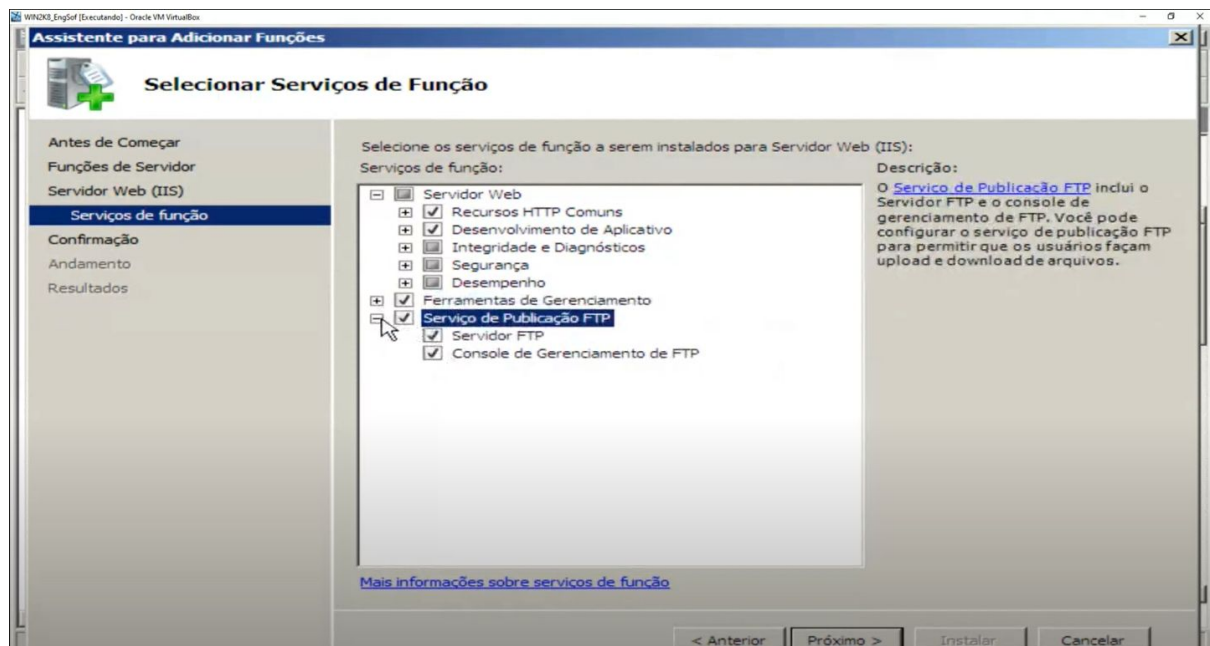 WIN2K8_EngSof [Executando] - Oracle VM VirtualBox
Assistente para Adicionar Funções
Selecionar Serviços de Função
Antes de Começar
Funções de Servidor
Servidor Web (IIS)
Serviços de função
Confirmação
Andamento
Resultados
Selecione os serviços de função a serem instalados para Servidor Web (IIS):
Serviços de função:
Servidor Web
Recursos HTTP Comuns
Desenvolvimento de Aplicativo
Integridade e Diagnósticos
Segurança
Desempenho
Ferramentas de Gerenciamento
Serviço de Publicação FTP
Servidor FTP
Console de Gerenciamento de FTP
Mais informações sobre serviços de função
Descrição:
O Serviço de Publicação FTP inclui o
Servidor FTP e o console de
gerenciamento de FTP. Você pode
configurar o serviço de publicação FTP
para permitir que os usuários façam
upload e download de arquivos.
< Anterior Próximo > Instalar Cancelar